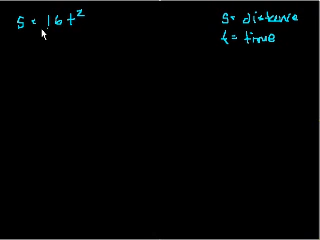 s = 16t²
s = distance
t = time